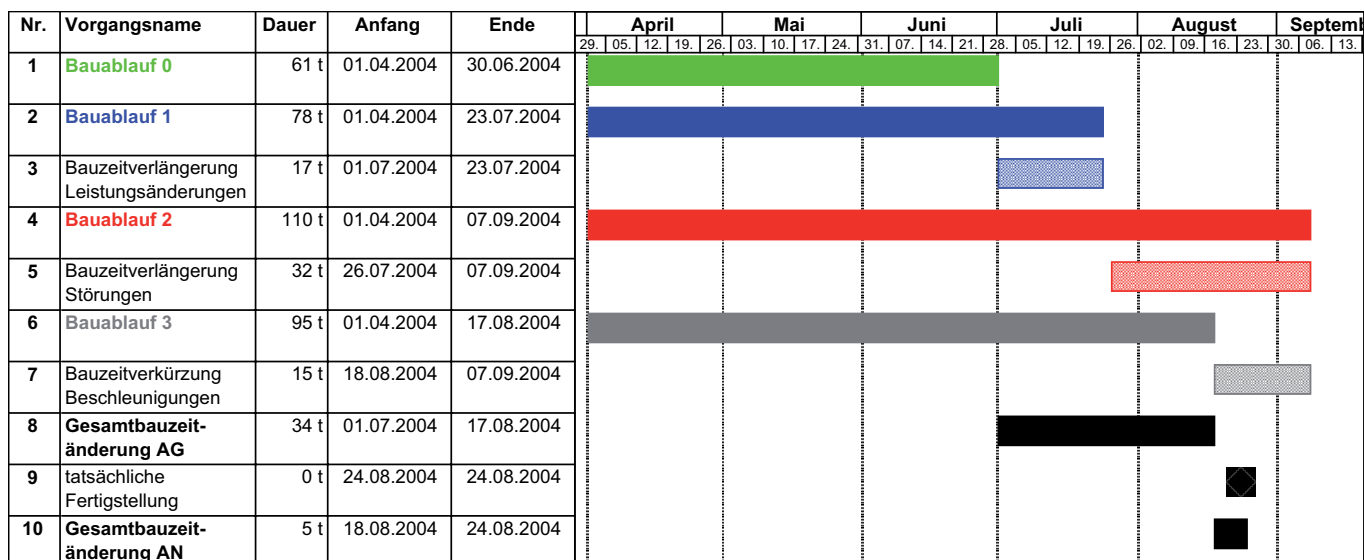 Nr. Vorgangsname Dauer Anfang Ende April Mai Juni Juli August Septemb
29. 05. 12. 19. 26. 03. 10. 17. 24. 31. 07. 14. 21. 28. 05. 12. 19. 26. 02. 09. 16. 23. 30. 06. 13.
1 Bauablauf 0 61 t 01.04.2004 30.06.2004
2 Bauablauf 1 78 t 01.04.2004 23.07.2004
3 Bauzeitverlängerung 17 t 01.07.2004 23.07.2004
Leistungsänderungen
4 Bauablauf 2 110 t 01.04.2004 07.09.2004
5 Bauzeitverlängerung 32 t 26.07.2004 07.09.2004
Störungen
6 Bauablauf 3 95 t 01.04.2004 17.08.2004
7 Bauzeitverkürzung 15 t 18.08.2004 07.09.2004
Beschleunigungen
8 Gesamtbauzeit- 34 t 01.07.2004 17.08.2004
änderung AG
9 tatsächliche 0 t 24.08.2004 24.08.2004
Fertigstellung
10 Gesamtbauzeit- 5 t 18.08.2004 24.08.2004
änderung AN